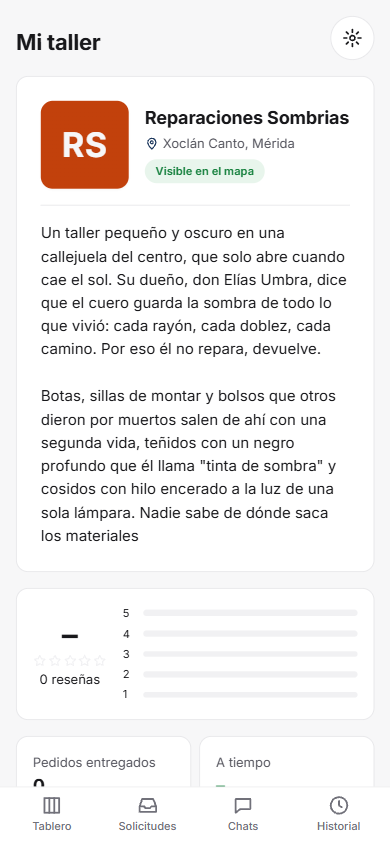 Mi taller
RS
Reparaciones Sombrias
Xoclán Canto, Mérida
Visible en el mapa
Un taller pequeño y oscuro en una
callejuela del centro, que solo abre cuando
cae el sol. Su dueño, don Elías Umbra, dice
que el cuero guarda la sombra de todo lo
que vivió: cada rayón, cada doblez, cada
camino. Por eso él no repara, devuelve.
Botas, sillas de montar y bolsos que otros
dieron por muertos salen de ahí con una
segunda vida, teñidos con un negro
profundo que él llama "tinta de sombra" y
cosidos con hilo encerado a la luz de una
sola lámpara. Nadie sabe de dónde saca
los materiales
–
0 reseñas
5
4
3
2
1
Pedidos entregados
0
A tiempo
Tablero
Solicitudes
Chats
Historial